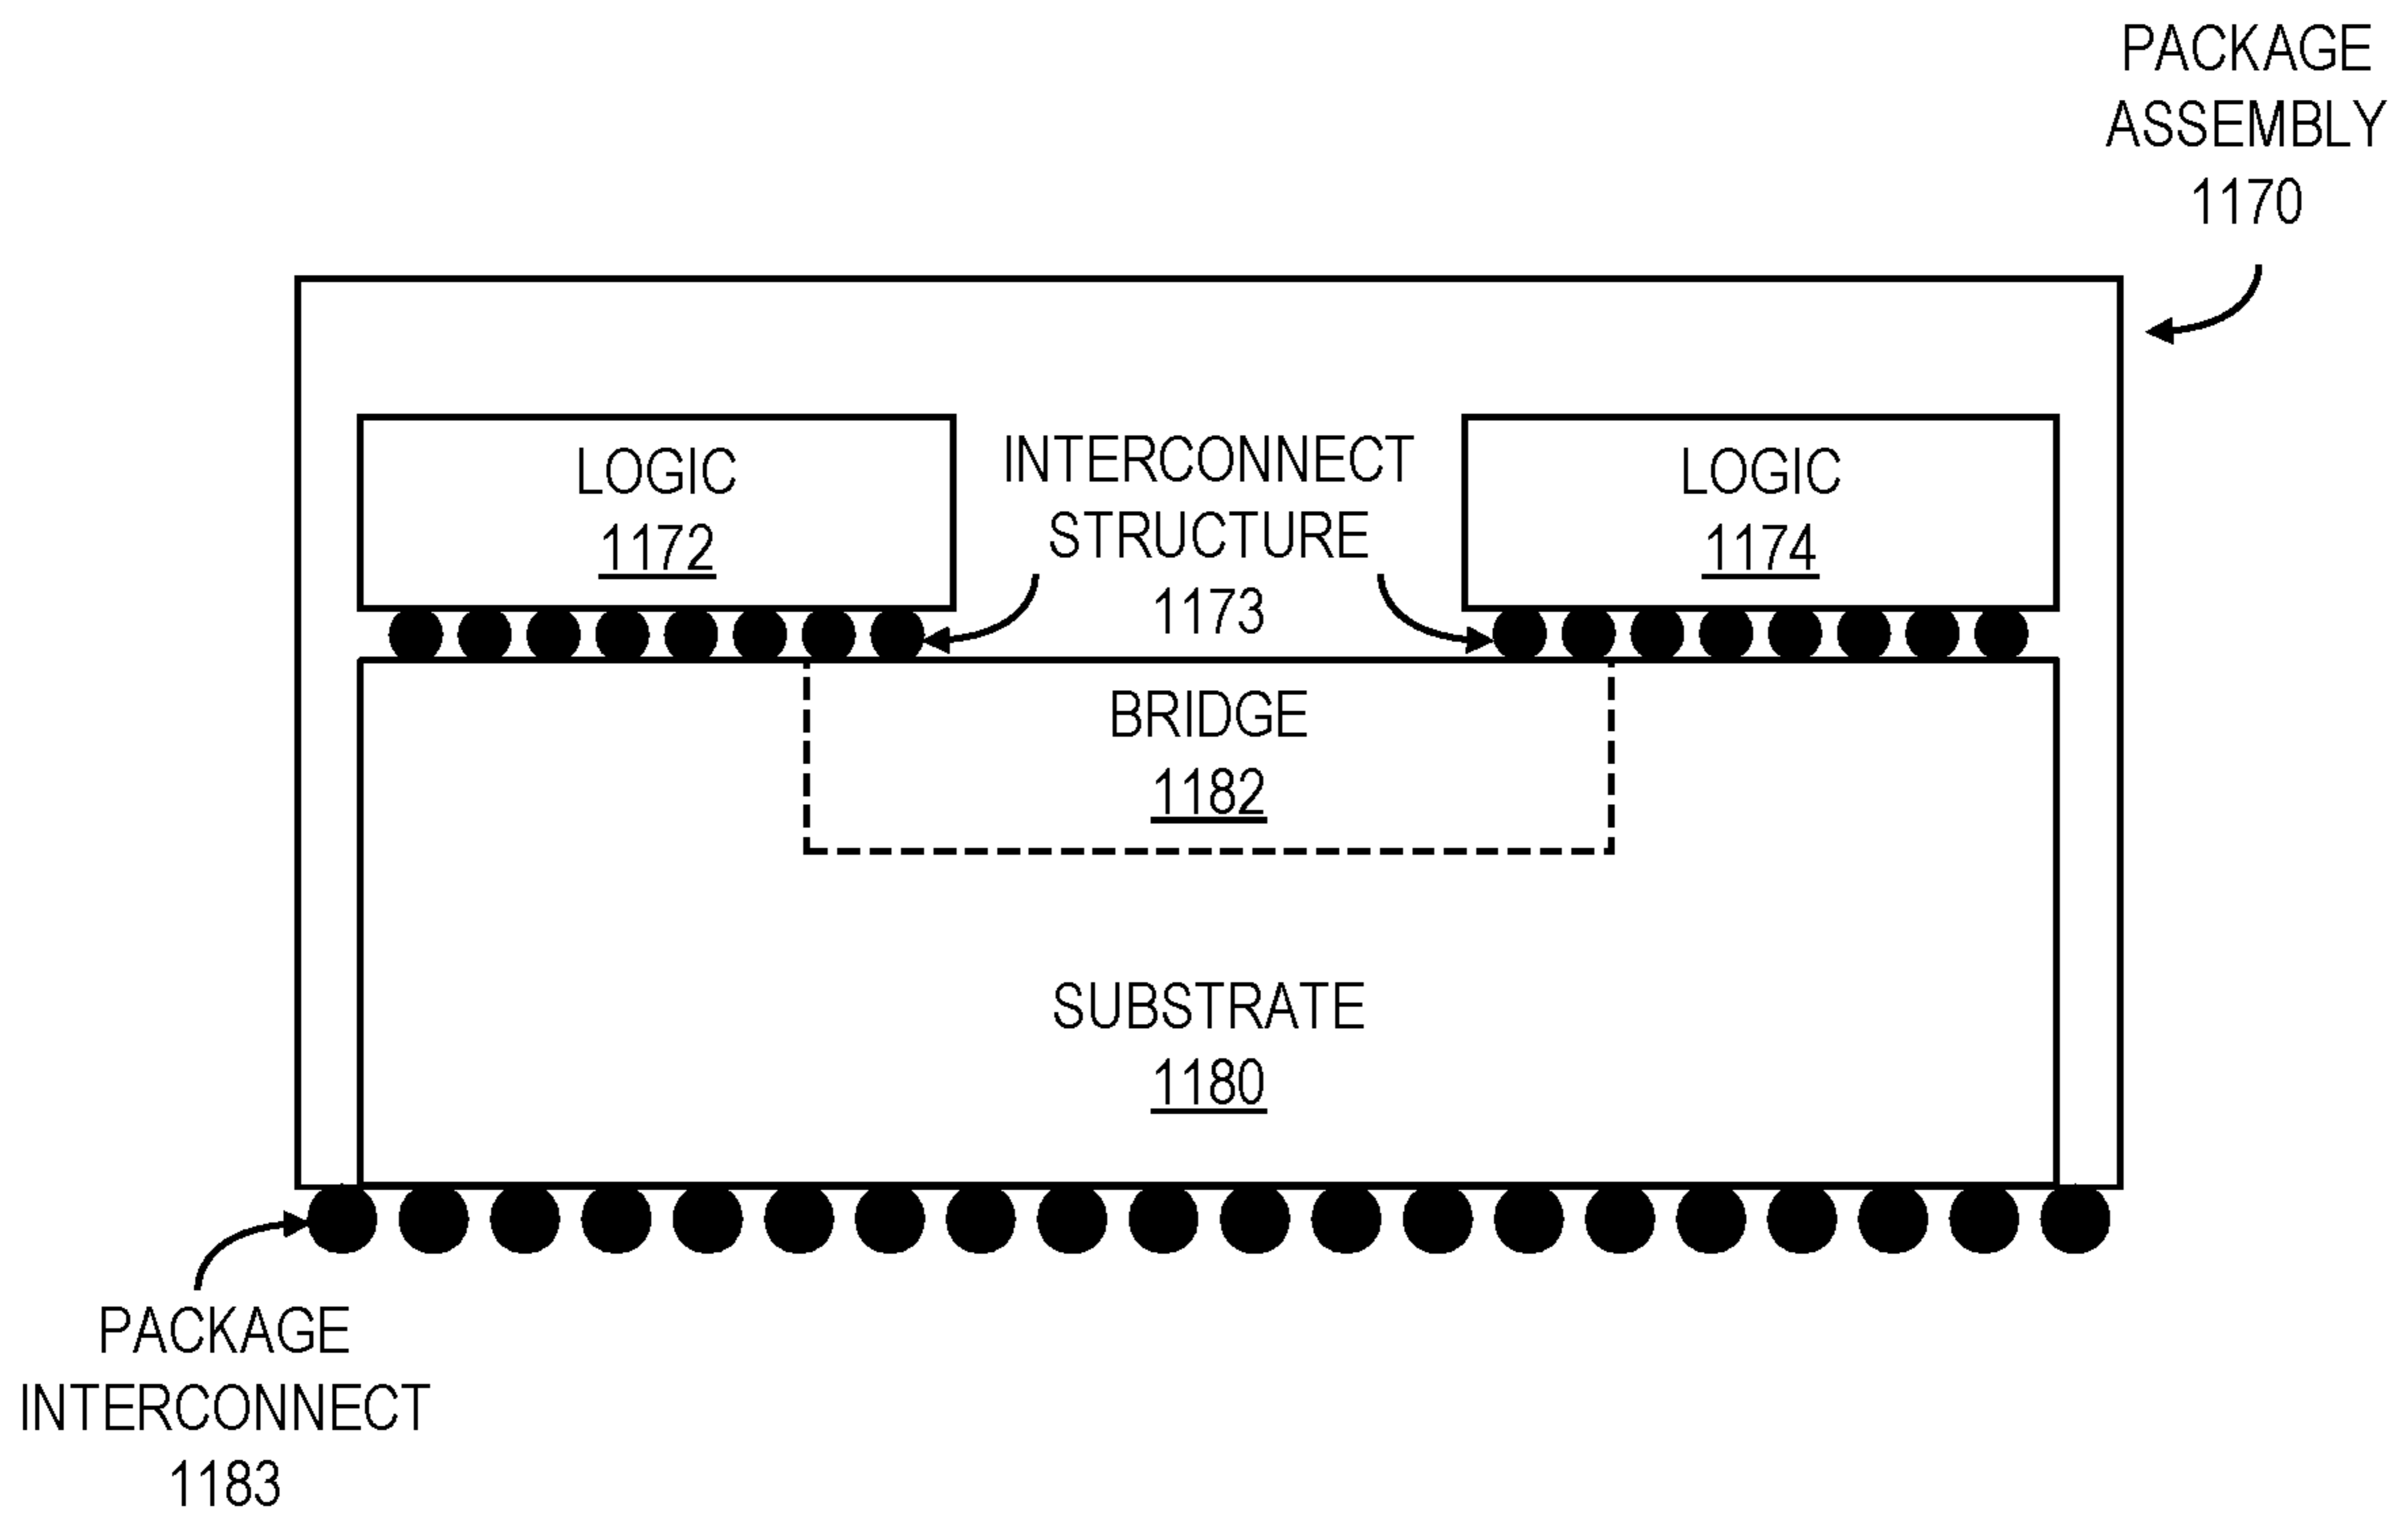 PACKAGE
ASSEMBLY
1170
LOGIC
1172
INTERCONNECT
STRUCTURE
1173
LOGIC
1174
BRIDGE
1182
SUBSTRATE
1180
PACKAGE
INTERCONNECT
1183